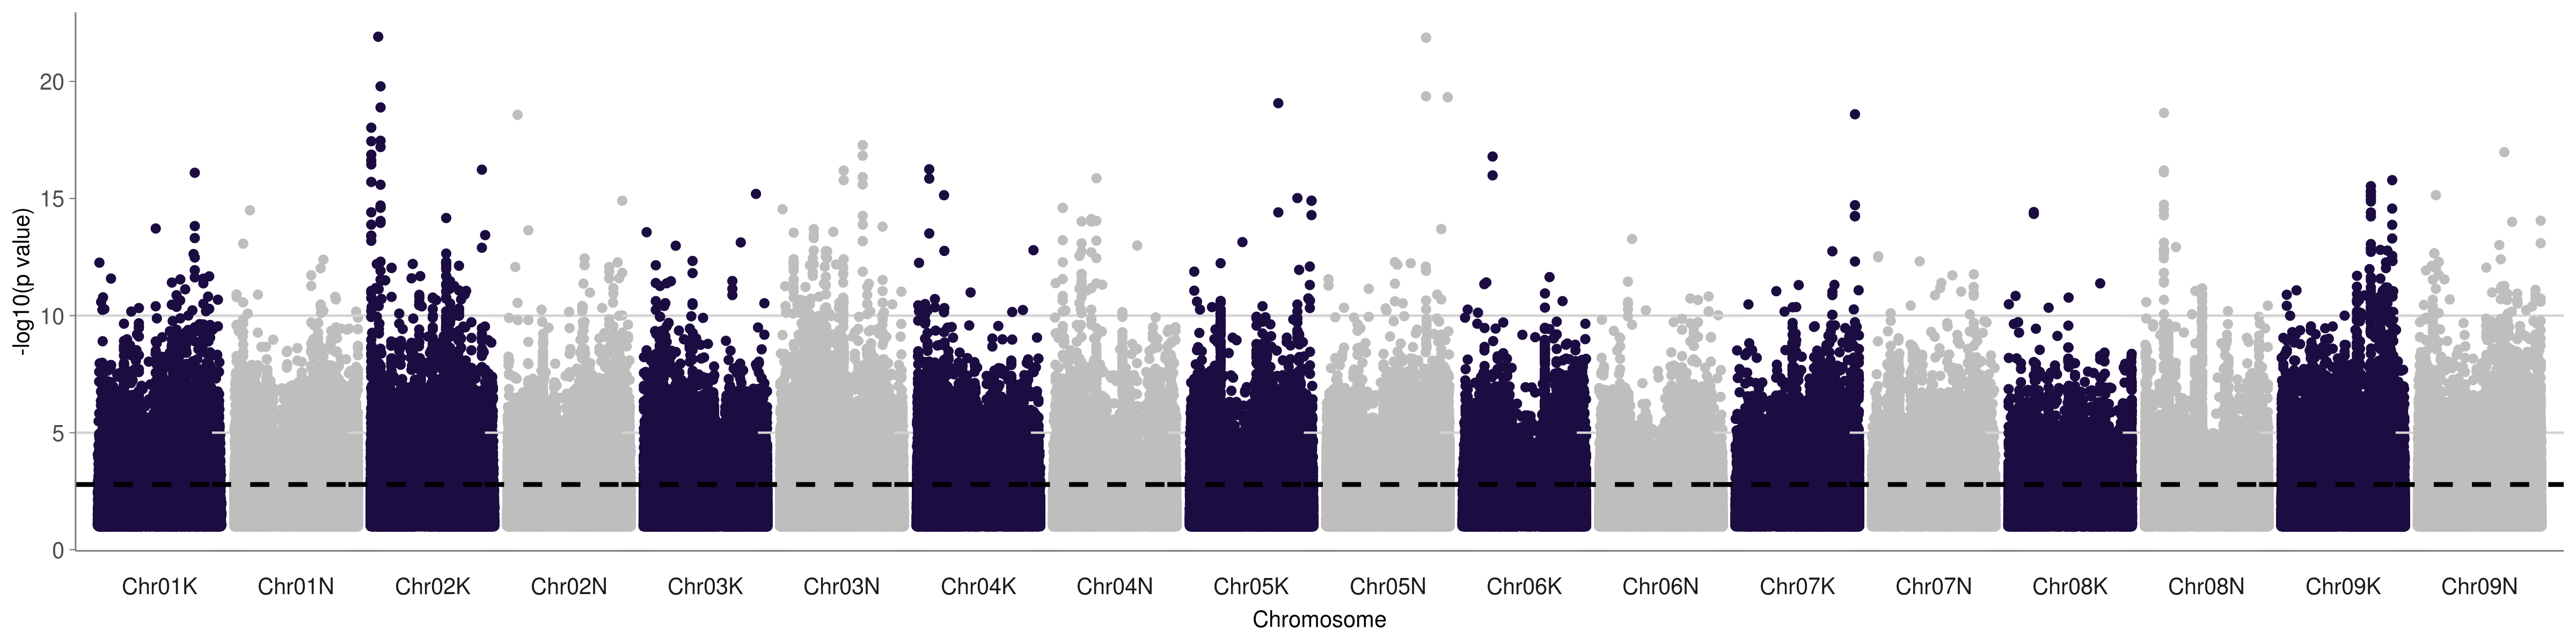 -log10(p value)
20
15
10
5
0
Chr01K Chr01N Chr02K Chr02N Chr03K Chr03N Chr04K Chr04N Chr05K Chr05N Chr06K Chr06N Chr07K Chr07N Chr08K Chr08N Chr09K Chr09N
Chromosome